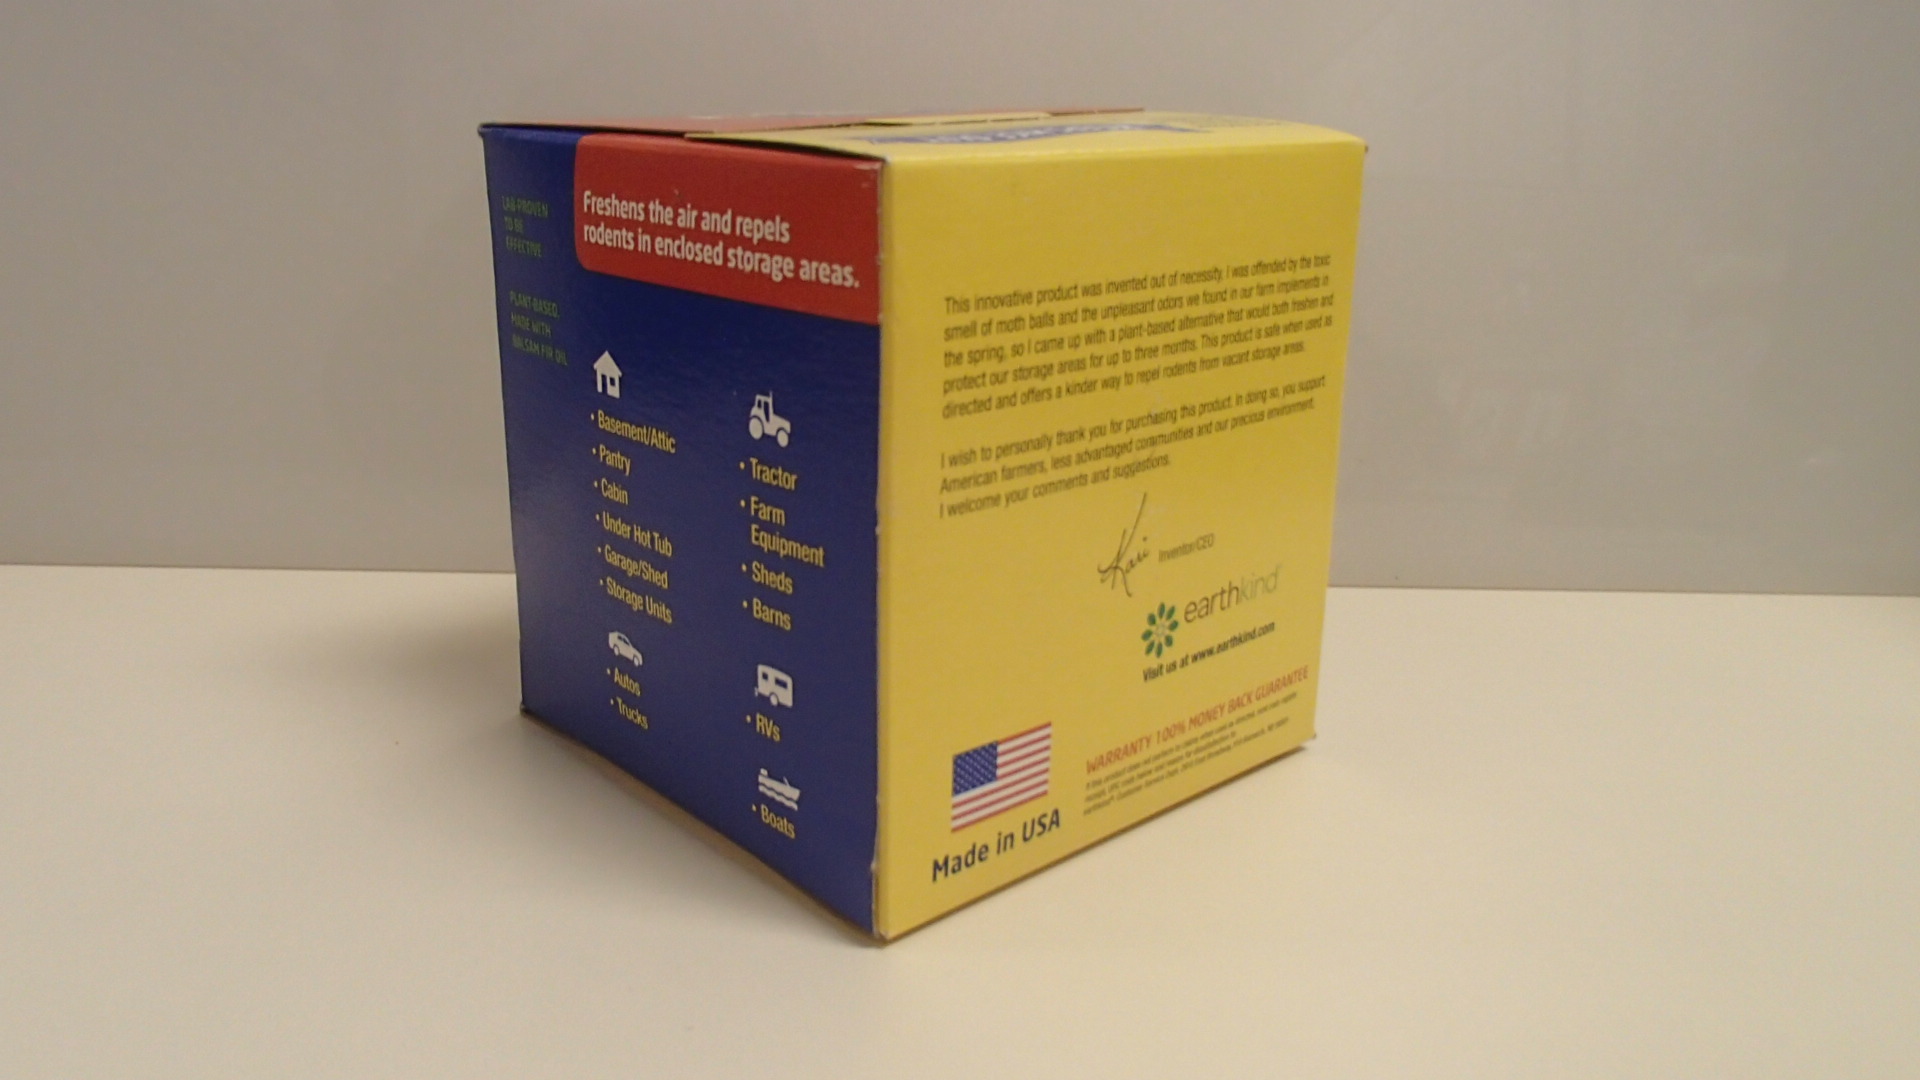 LAB-PROVEN
TO BE
EFFECTIVE
PLANT-BASED,
MADE WITH
BALSAM FIR OIL
Freshens the air and repels
rodents in enclosed storage areas.
• Basement/Attic
• Pantry
• Cabin
• Under Hot Tub
• Garage/Shed
• Storage Units
• Autos
• Trucks
• Tractor
• Farm
Equipment
• Sheds
• Barns
• RVs
• Boats
This innovative product was invented out of necessity. I was offended by the toxic
smell of moth balls and the unpleasant odors we found in our farm implements in
the spring, so I came up with a plant-based alternative that would both freshen and
protect our storage areas for up to three months. This product is safe when used as
directed and offers a kinder way to repel rodents from vacant storage areas.
I wish to personally thank you for purchasing this product. In doing so, you support
American farmers, less advantaged communities and our precious environment.
I welcome your comments and suggestions.
Kari Inventor/CEO
earthkind
Visit us at www.earthkind.com
Made in USA
WARRANTY 100% MONEY BACK GUARANTEE